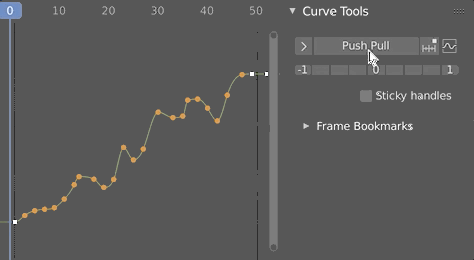 0 10 20 30 40 50
Curve Tools
Push Pull
-1 0 1
Sticky handles
Frame Bookmarks